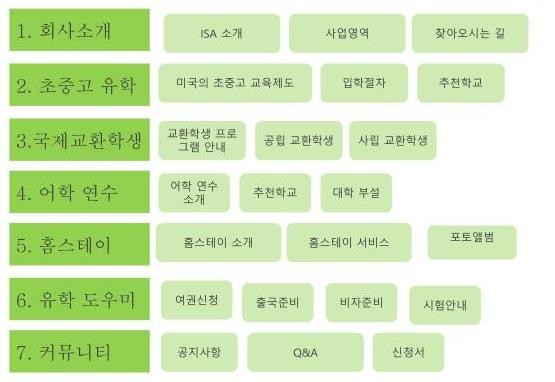 1. 회사소개
ISA 소개
사업영역
찾아오시는 길
2. 초중고 유학
미국의 초중고 교육제도
입학절차
추천학교
3.국제교환학생
교환학생 프로
그램 안내
공립 교환학생
사립 교환학생
4. 어학 연수
어학 연수
소개
추천학교
대학 부설
5. 홈스테이
홈스테이 소개
홈스테이 서비스
포토앨범
6. 유학 도우미
여권신청
출국준비
비자준비
시험안내
7. 커뮤니티
공지사항
Q&A
신청서